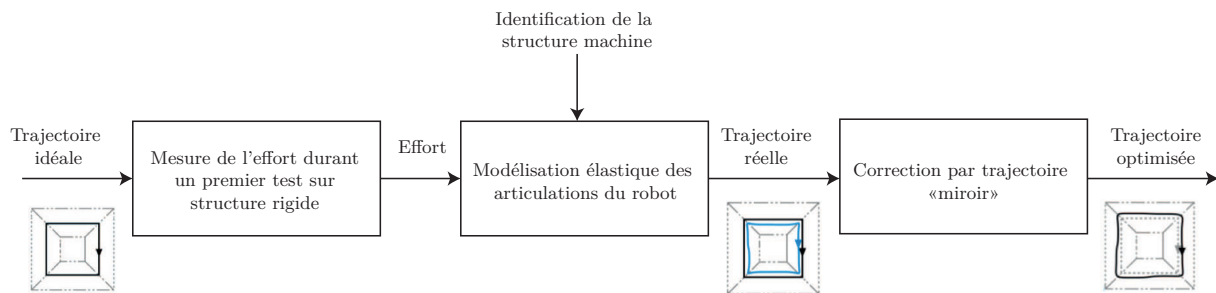 Identification de la
structure machine
Trajectoire
idéale
Mesure de l'effort durant
un premier test sur
structure rigide
Effort
Modélisation élastique des
articulations du robot
Trajectoire
réelle
Correction par trajectoire
«miroir»
Trajectoire
optimisée